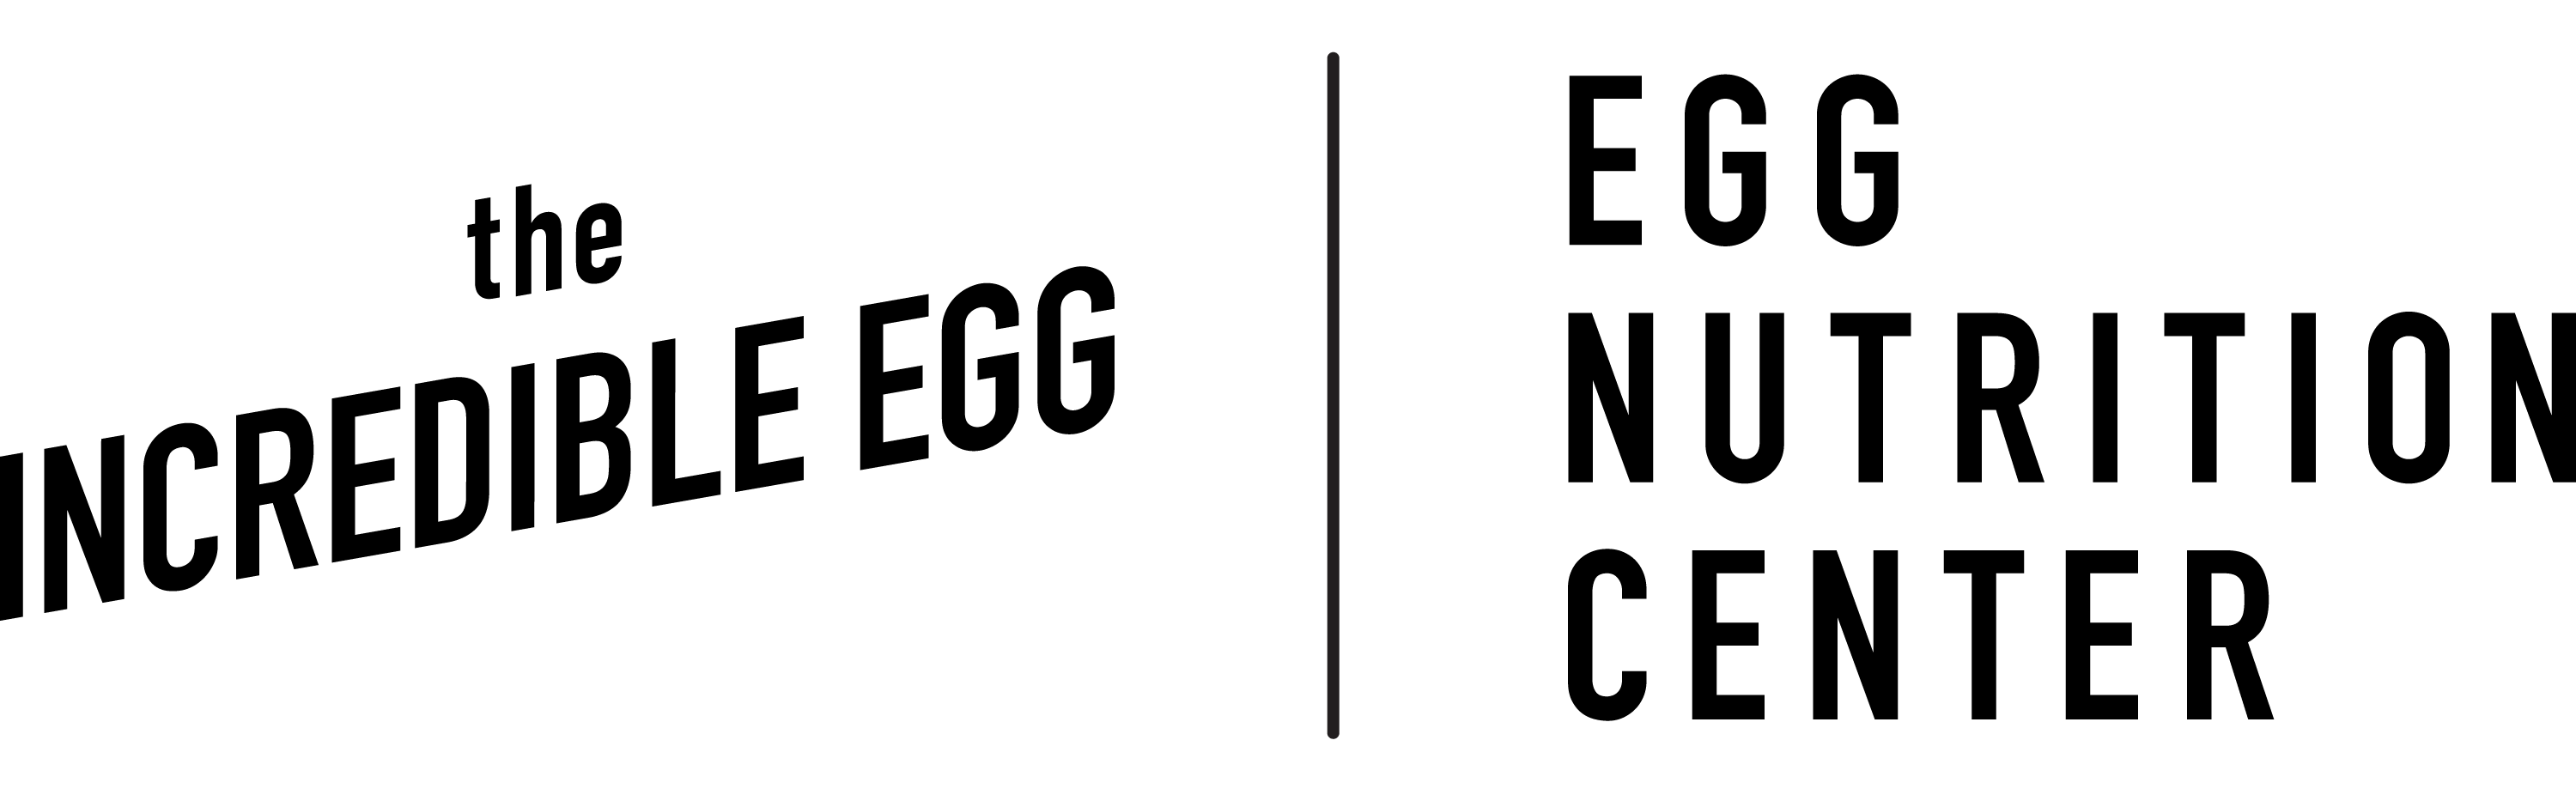 the
INCREDIBLE EGG
EGG
NUTRITION
CENTER